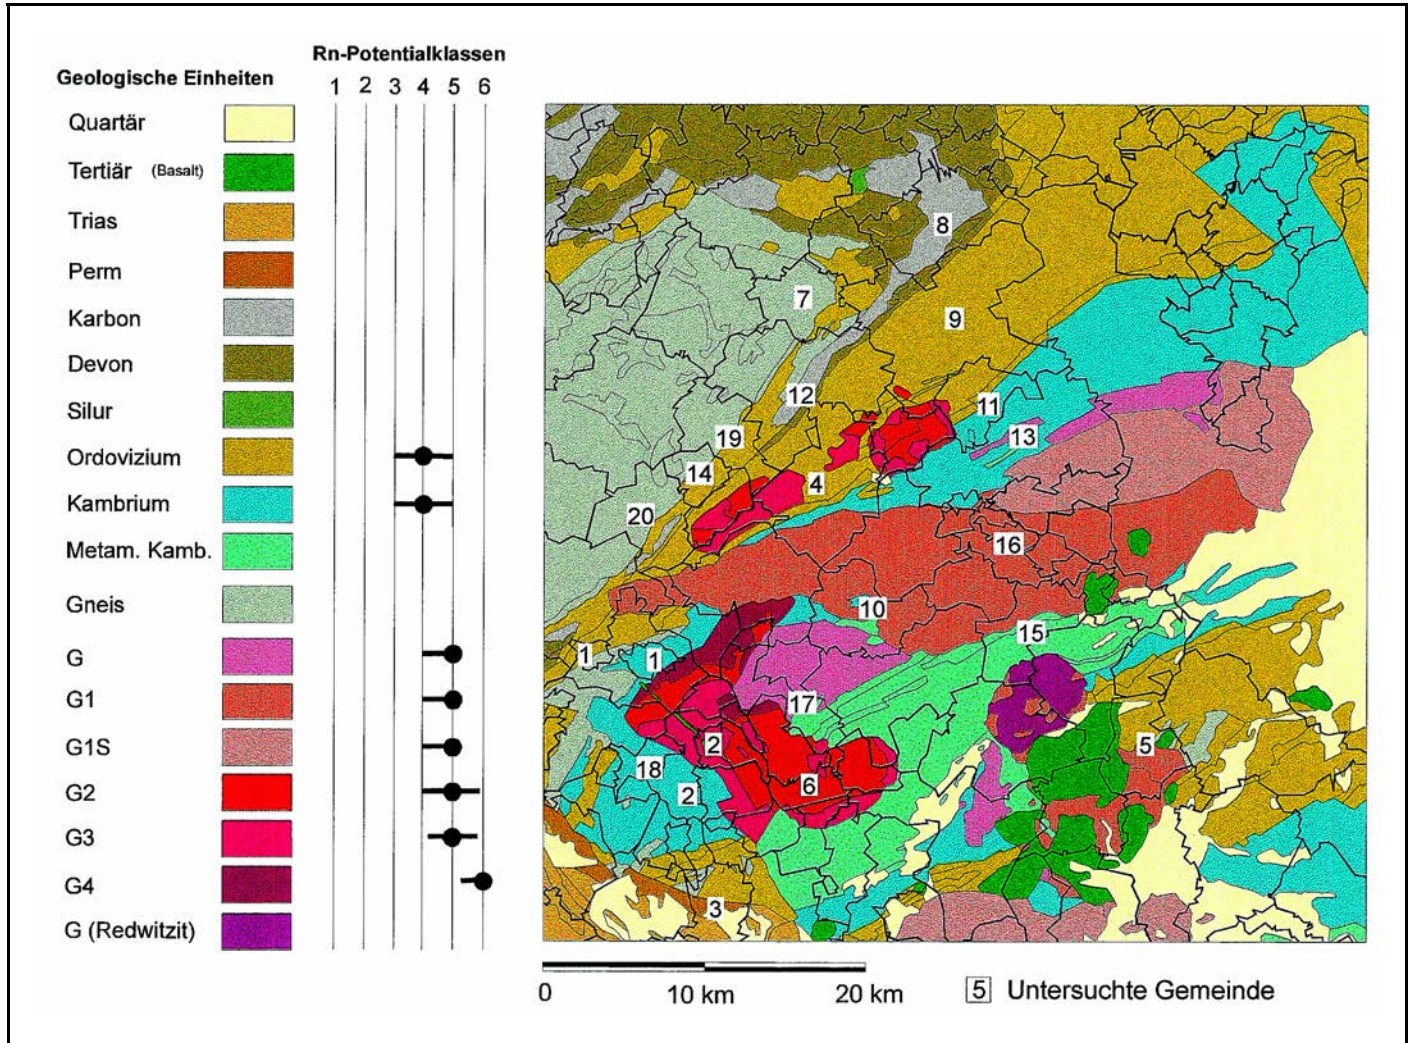 Rn-Potentialklassen
Geologische Einheiten
1 2 3 4 5 6
Quartär
Tertiär (Basalt)
Trias
Perm
Karbon
Devon
Silur
Ordovizium
Kambrium
Metam. Kamb.
Gneis
G
G1
G1S
G2
G3
G4
G (Redwitzit)
8
7
9
12
11
19
13
14
4
20
16
10
15
1
1
17
2
5
18
2
6
3
0 10 km 20 km
5 Untersuchte Gemeinde